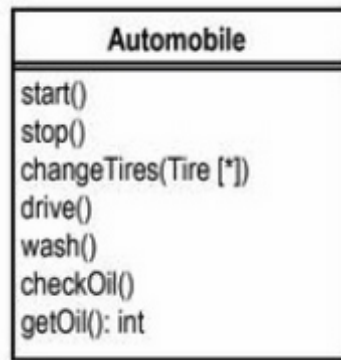 Automobile
start()
stop()
changeTires(Tire [*])
drive()
wash()
checkOil()
getOil(): int